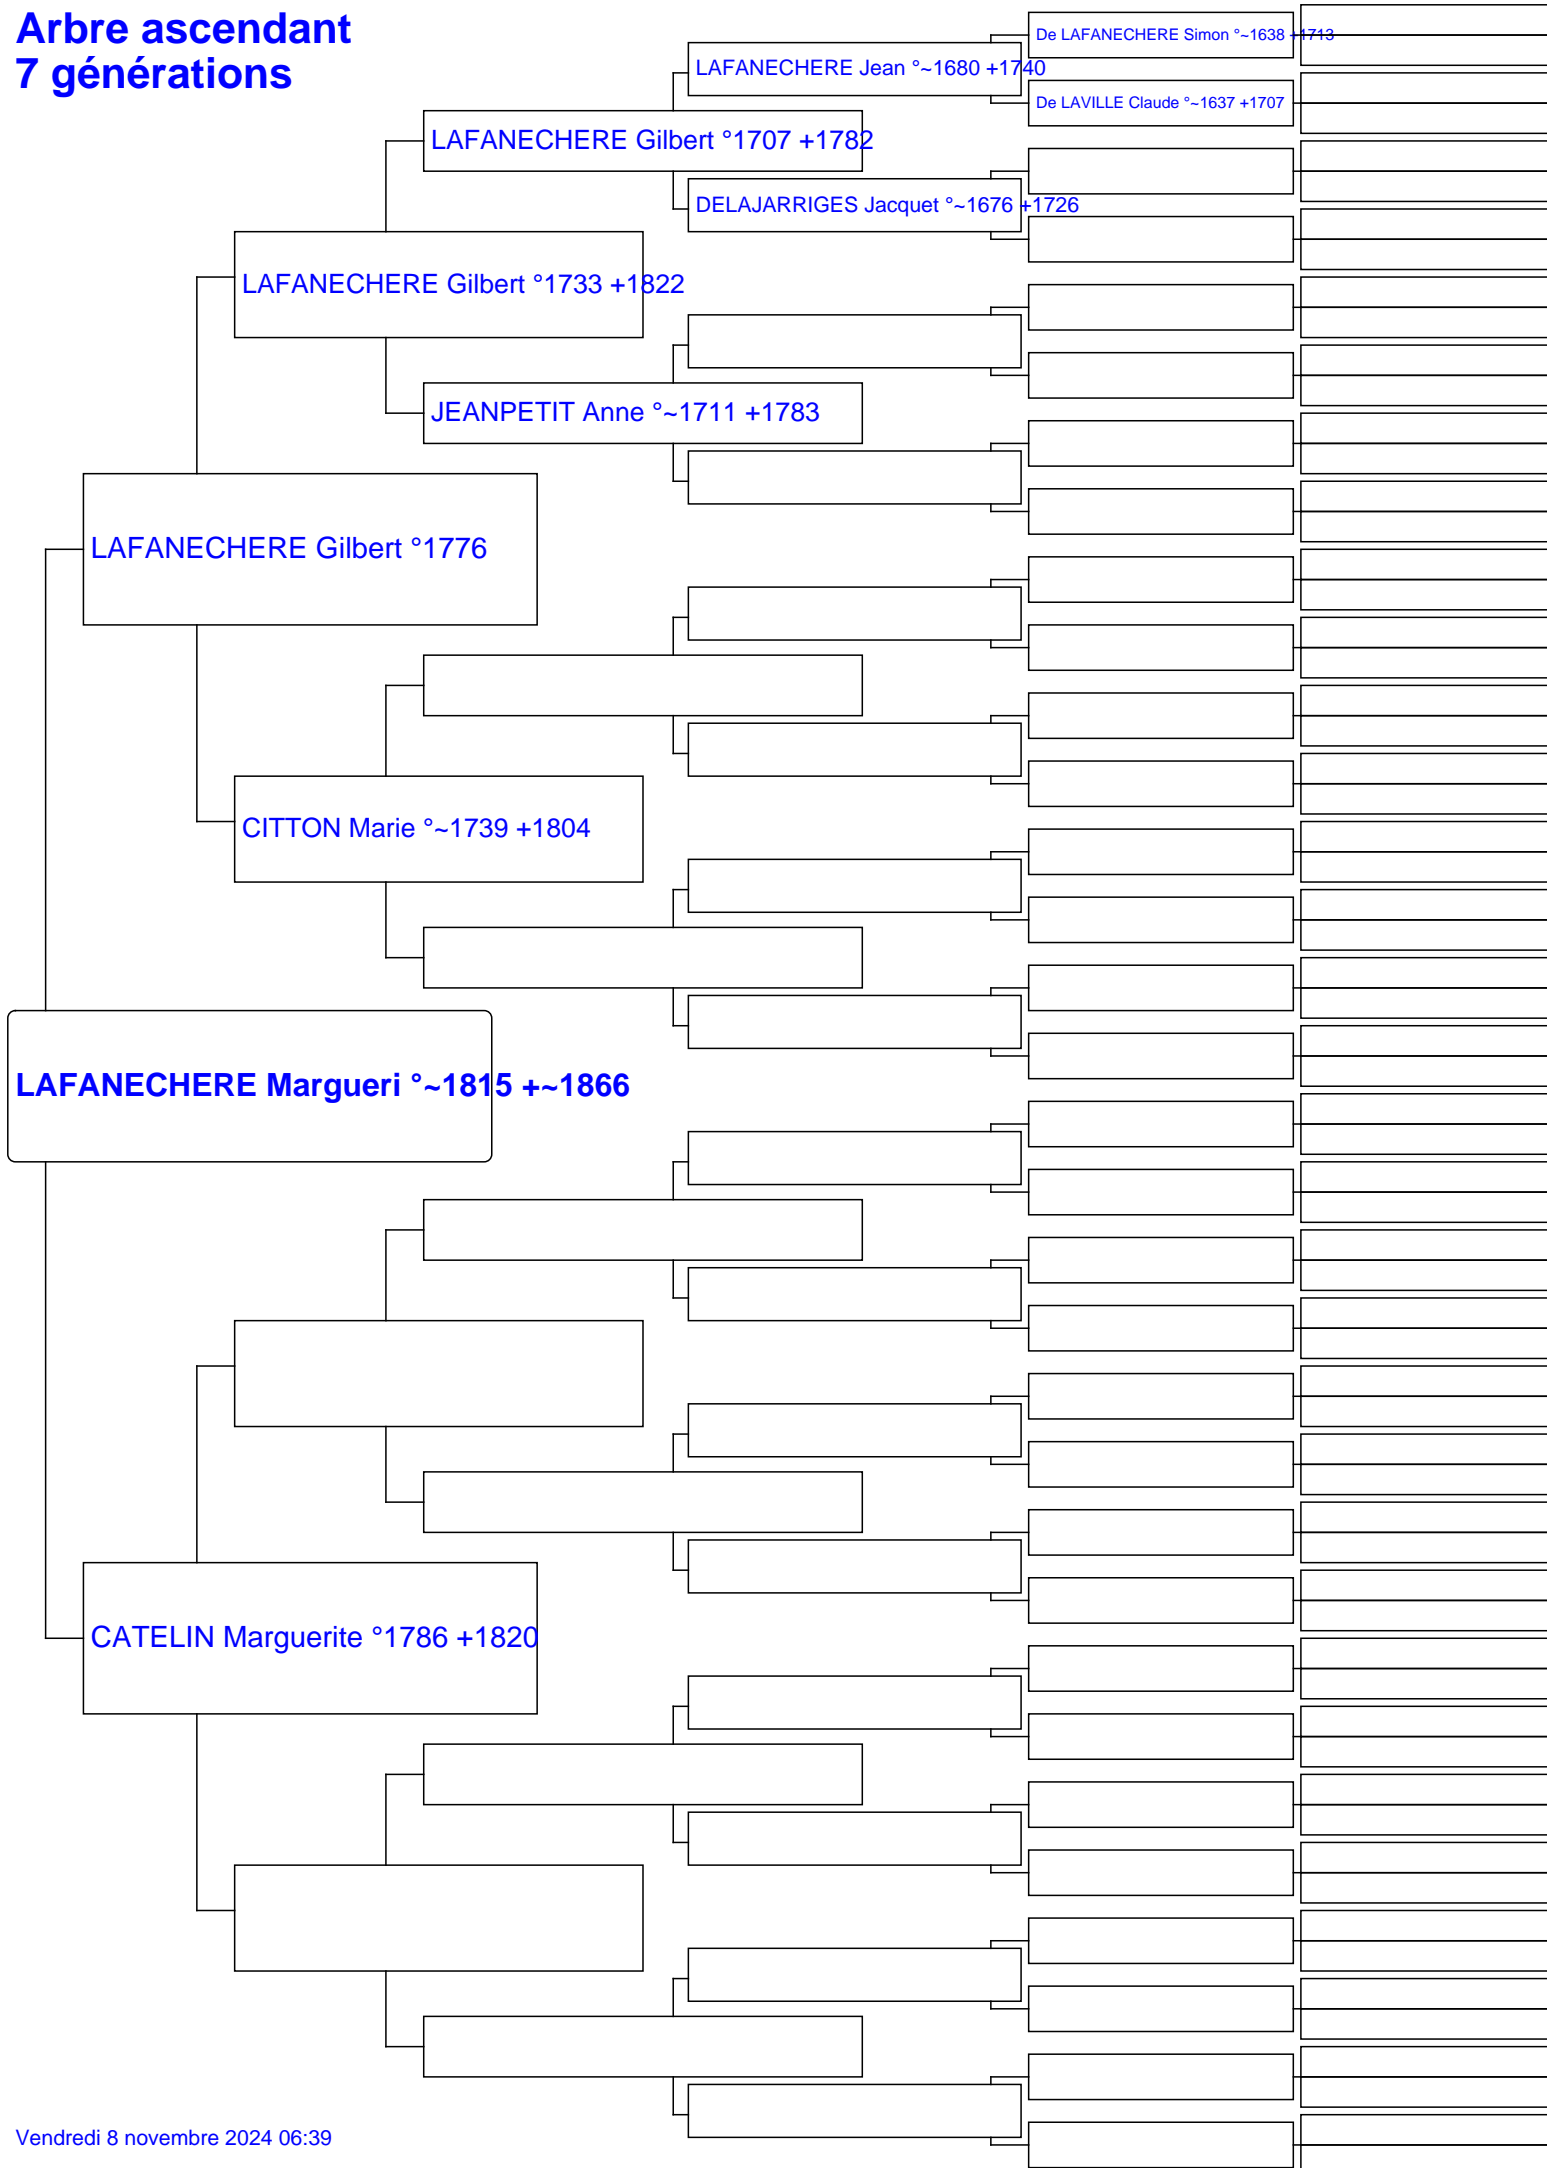 Arbre ascendant
7 générations
De LAFANECHERE Simon °~1638 +1713
LAFANECHERE Jean °~1680 +1740
De LAVILLE Claude °~1637 +1707
LAFANECHERE Gilbert °1707 +1782
DELAJARRIGES Jacquet °~1676 +1726
LAFANECHERE Gilbert °1733 +1822
JEANPETIT Anne °~1711 +1783
LAFANECHERE Gilbert °1776
CITTON Marie °~1739 +1804
LAFANECHERE Margueri °~1815 +~1866
CATELIN Marguerite °1786 +1820
Vendredi 8 novembre 2024 06:39